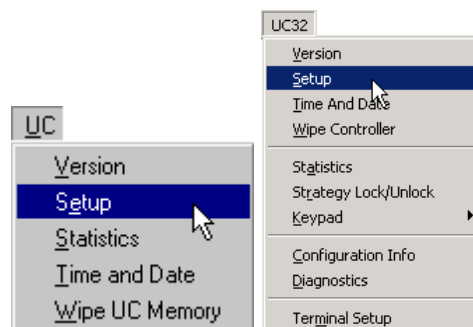 UC
Version
Setup
Statistics
Time and Date
Wipe UC Memory
UC32
Version
Setup
Time And Date
Wipe Controller
Statistics
Strategy Lock/Unlock
Keypad
Configuration Info
Diagnostics
Terminal Setup